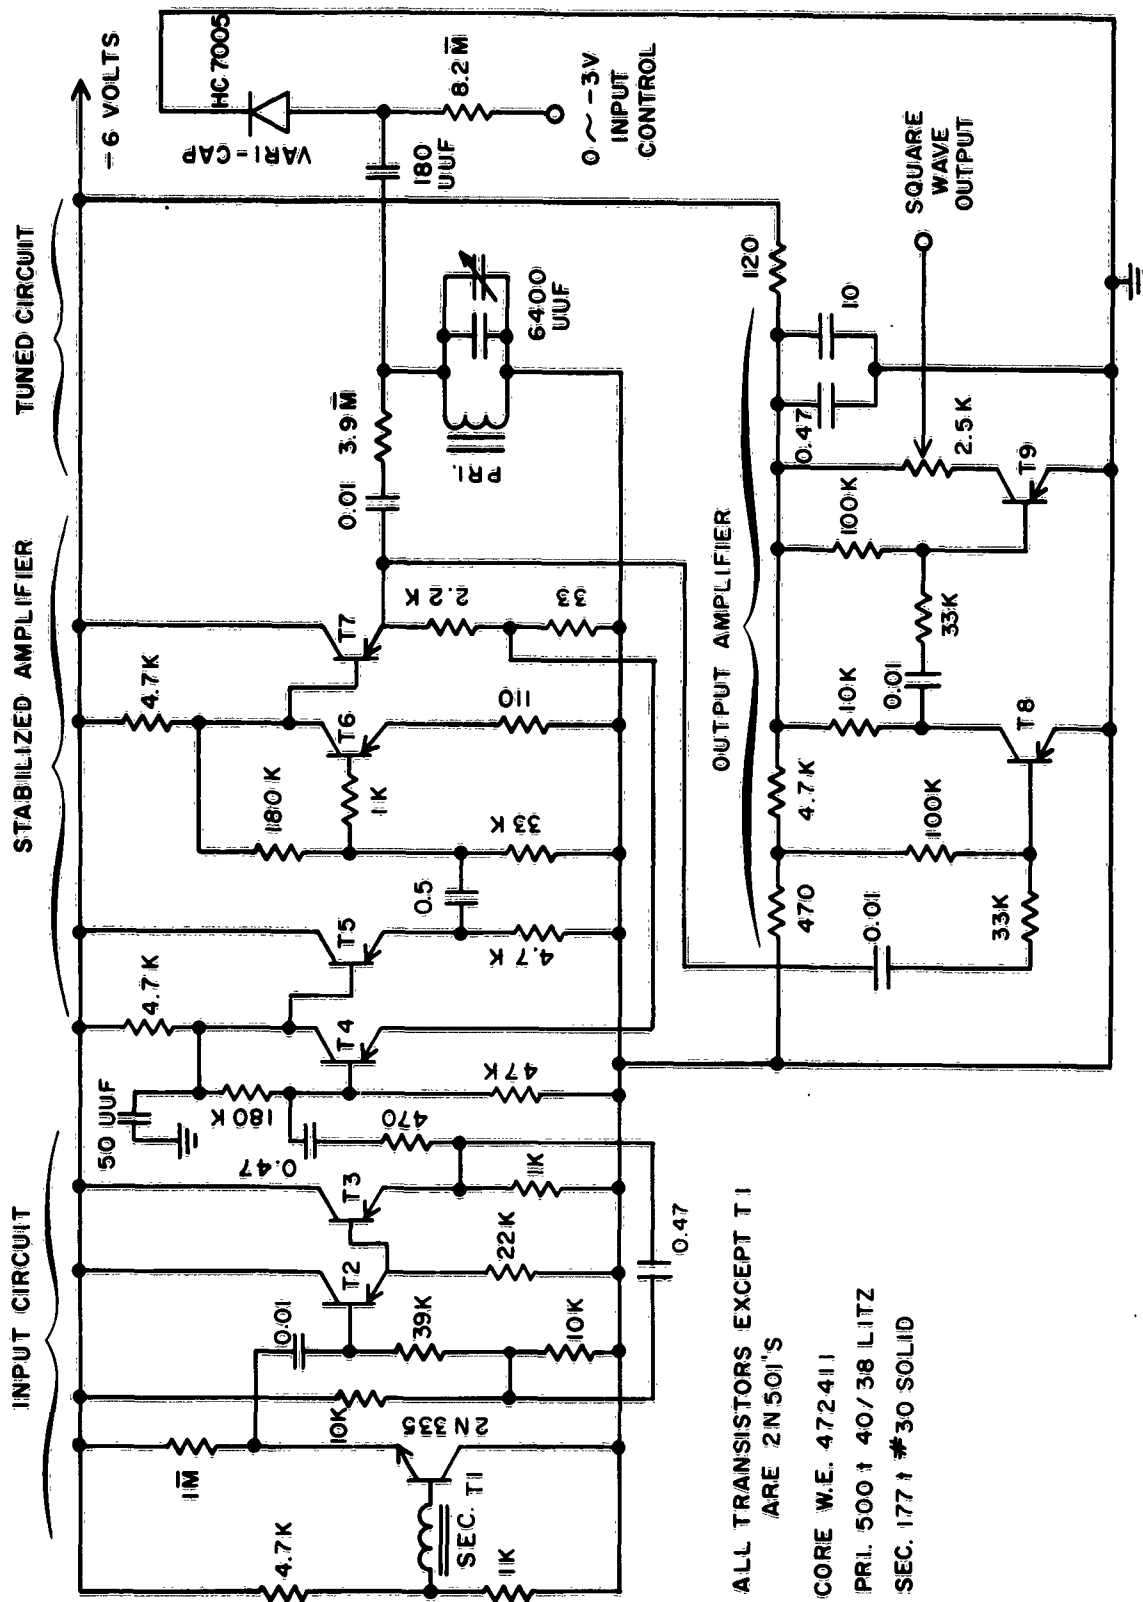 INPUT CIRCUIT
STABILIZED AMPLIFIER
TUNED CIRCUIT
−6 VOLTS
50 UUF
4.7K
4.7K
1M̅
0.01
180K
0.47
180K
HC7005
VARI-CAP
4.7K
10K
2N335
T2
T3
470
T4
T5
1K
T6
T7
0.01
3.9M̅
180
UUF
8.2M̅
SEC.
T1
39K
22K
1K
47K
4.7K
0.5
33K
110
2.2K
33
PRI.
6400
UUF
0 ~ -3V
INPUT
CONTROL
1K
10K
0.47
OUTPUT AMPLIFIER
120
470
4.7K
10K
100K
0.47
10
SQUARE
WAVE
OUTPUT
0.01
100K
0.01
33K
2.5K
33K
T8
T9
ALL TRANSISTORS EXCEPT T1
ARE 2N501'S
CORE W.E. 472411
PRI. 500 t 40/38 LITZ
SEC. 177 t #30 SOLID